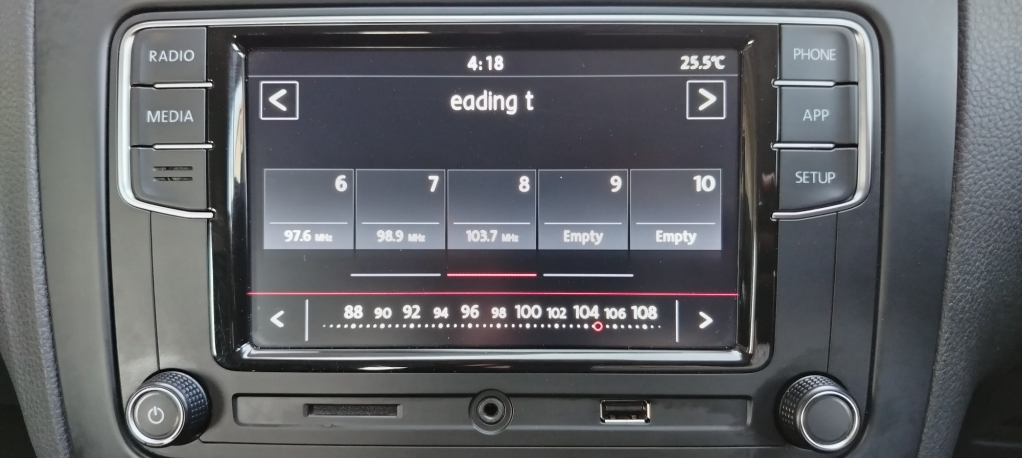 RADIO
MEDIA
4:18 25.5℃
< eading t >
6 7 8 9 10
97.6 MHz 98.9 MHz 103.7 MHz Empty Empty
< 88 90 92 94 96 98 100 102 104 106 108 >
PHONE
APP
SETUP